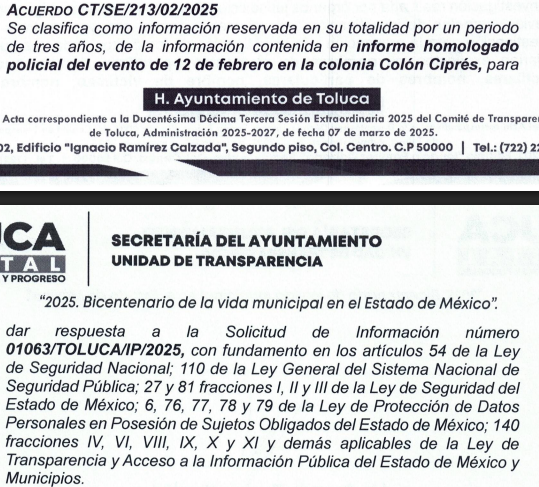 ACUERDO CT/SE/213/02/2025
Se clasifica como información reservada en su totalidad por un periodo
de tres años, de la información contenida en informe homologado
policial del evento de 12 de febrero en la colonia Colón Ciprés, para
H. Ayuntamiento de Toluca
Acta correspondiente a la Ducentésima Décima Tercera Sesión Extraordinaria 2025 del Comité de Transparen
de Toluca, Administración 2025-2027, de fecha 07 de marzo de 2025.
02, Edificio "Ignacio Ramírez Calzada", Segundo piso, Col. Centro. C.P 50000 | Tel.: (722) 22
UCA
TAL
Y PROGRESO
SECRETARÍA DEL AYUNTAMIENTO
UNIDAD DE TRANSPARENCIA
"2025. Bicentenario de la vida municipal en el Estado de México".
dar respuesta a la Solicitud de Información número
01063/TOLUCA/IP/2025, con fundamento en los artículos 54 de la Ley
de Seguridad Nacional; 110 de la Ley General del Sistema Nacional de
Seguridad Pública; 27 y 81 fracciones I, II y III de la Ley de Seguridad del
Estado de México; 6, 76, 77, 78 y 79 de la Ley de Protección de Datos
Personales en Posesión de Sujetos Obligados del Estado de México; 140
fracciones IV, VI, VIII, IX, X y XI y demás aplicables de la Ley de
Transparencia y Acceso a la Información Pública del Estado de México y
Municipios.